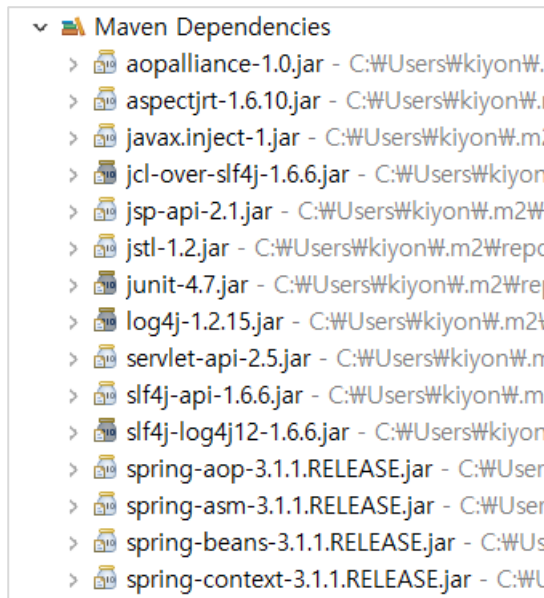 Maven Dependencies
aopalliance-1.0.jar - C:₩Users₩kiyon₩.
aspectjrt-1.6.10.jar - C:₩Users₩kiyon₩.
javax.inject-1.jar - C:₩Users₩kiyon₩.m2
jcl-over-slf4j-1.6.6.jar - C:₩Users₩kiyon
jsp-api-2.1.jar - C:₩Users₩kiyon₩.m2₩
jstl-1.2.jar - C:₩Users₩kiyon₩.m2₩repo
junit-4.7.jar - C:₩Users₩kiyon₩.m2₩rep
log4j-1.2.15.jar - C:₩Users₩kiyon₩.m2₩
servlet-api-2.5.jar - C:₩Users₩kiyon₩.m
slf4j-api-1.6.6.jar - C:₩Users₩kiyon₩.m
slf4j-log4j12-1.6.6.jar - C:₩Users₩kiyon
spring-aop-3.1.1.RELEASE.jar - C:₩User
spring-asm-3.1.1.RELEASE.jar - C:₩User
spring-beans-3.1.1.RELEASE.jar - C:₩Us
spring-context-3.1.1.RELEASE.jar - C:₩U